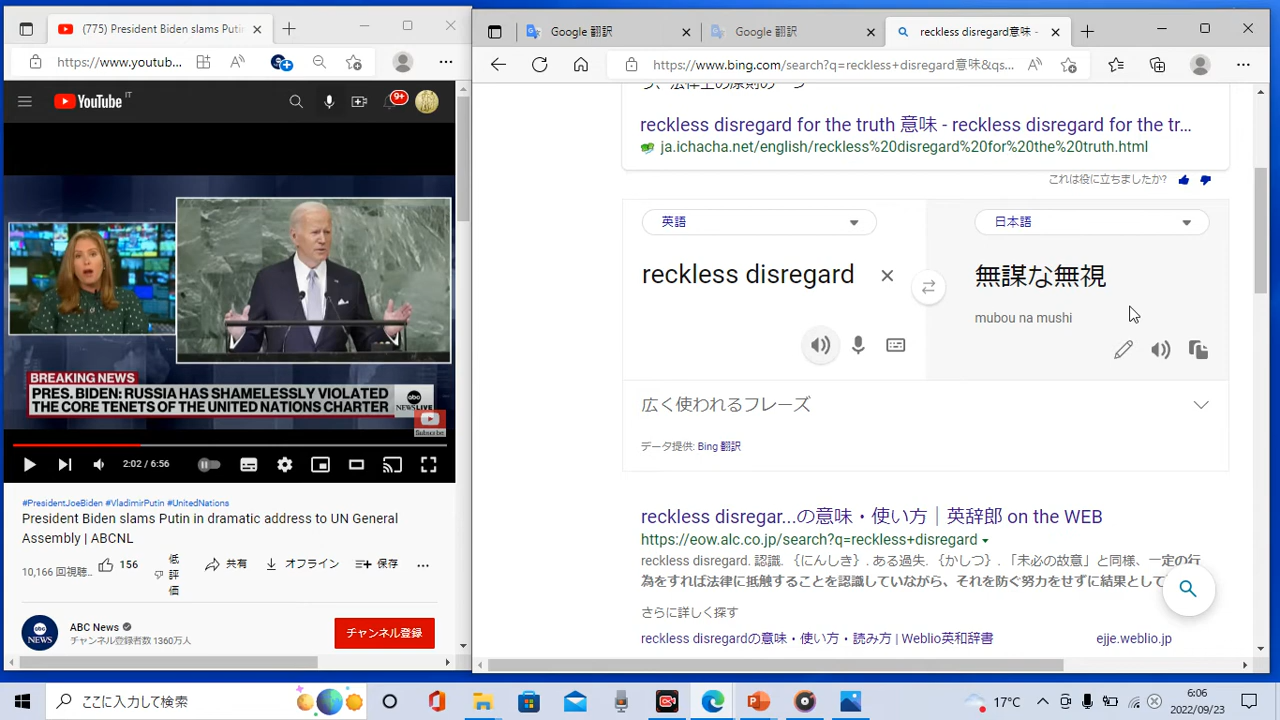 (775) President Biden slams Putin
https://www.youtub...
YouTube IT
9+
BREAKING NEWS
PRES. BIDEN: RUSSIA HAS SHAMELESSLY VIOLATED
THE CORE TENETS OF THE UNITED NATIONS CHARTER
abc
NEWS LIVE
Subscribe
2:02 / 6:56
#PresidentJoeBiden #VladimirPutin #UnitedNations
President Biden slams Putin in dramatic address to UN General
Assembly | ABCNL
10,166 回視聴...
156
低評価
共有
オフライン
保存
abc NEWS
ABC News
チャンネル登録者数 1360万人
チャンネル登録
Google 翻訳
Google 翻訳
reckless disregard意味 -
https://www.bing.com/search?q=reckless+disregard意味&qs...
reckless disregard for the truth 意味 - reckless disregard for the tr...
ja.ichacha.net/english/reckless%20disregard%20for%20the%20truth.html
これは役に立ちましたか?
英語
日本語
reckless disregard
無謀な無視
mubou na mushi
広く使われるフレーズ
データ提供: Bing 翻訳
reckless disregar...の意味・使い方｜英辞郎 on the WEB
https://eow.alc.co.jp/search?q=reckless+disregard
reckless disregard. 認識. {にんしき}. ある過失. {かしつ}. 「未必の故意」と同様、一定の行
為をすれば法律に抵触することを認識していながら、それを防ぐ努力をせずに結果として
さらに詳しく探す
reckless disregardの意味・使い方・読み方 | Weblio英和辞書
ejje.weblio.jp
ここに入力して検索
17°C
6:06
2022/09/23